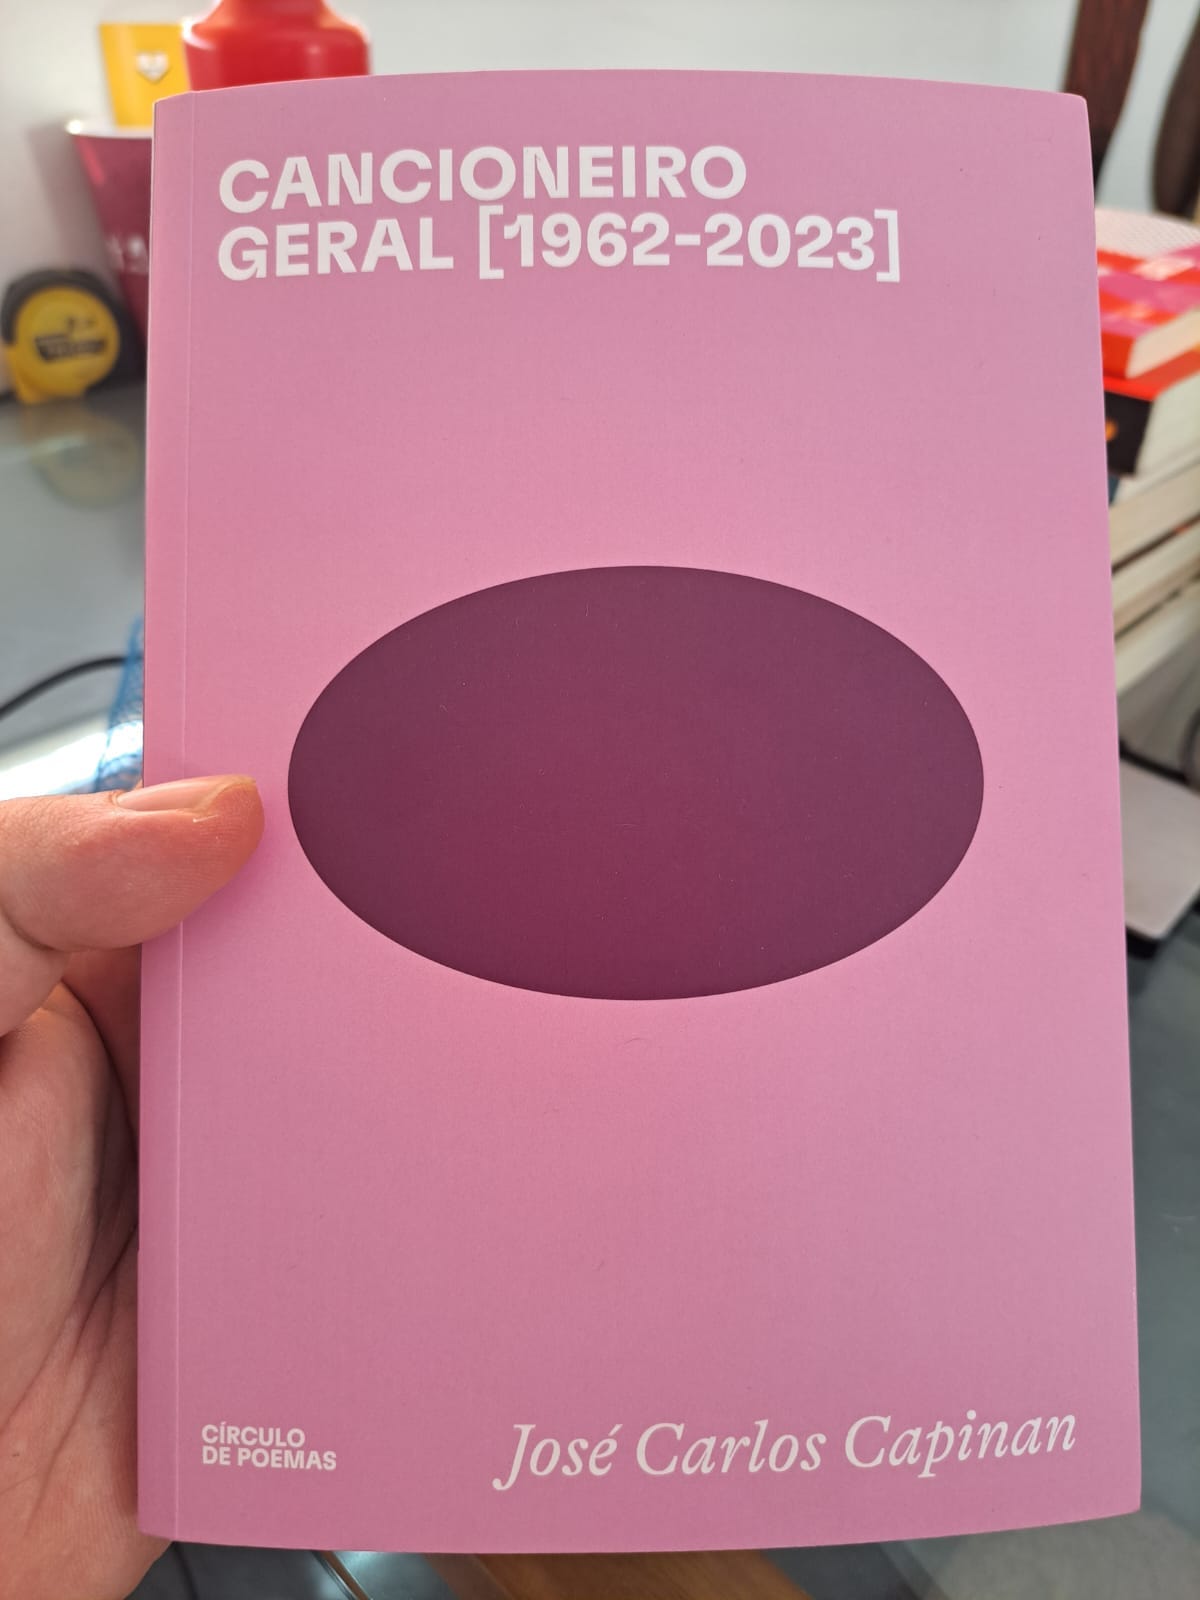 CANCIONEIRO
GERAL [1962-2023]
CÍRCULO
DE POEMAS
José Carlos Capinan